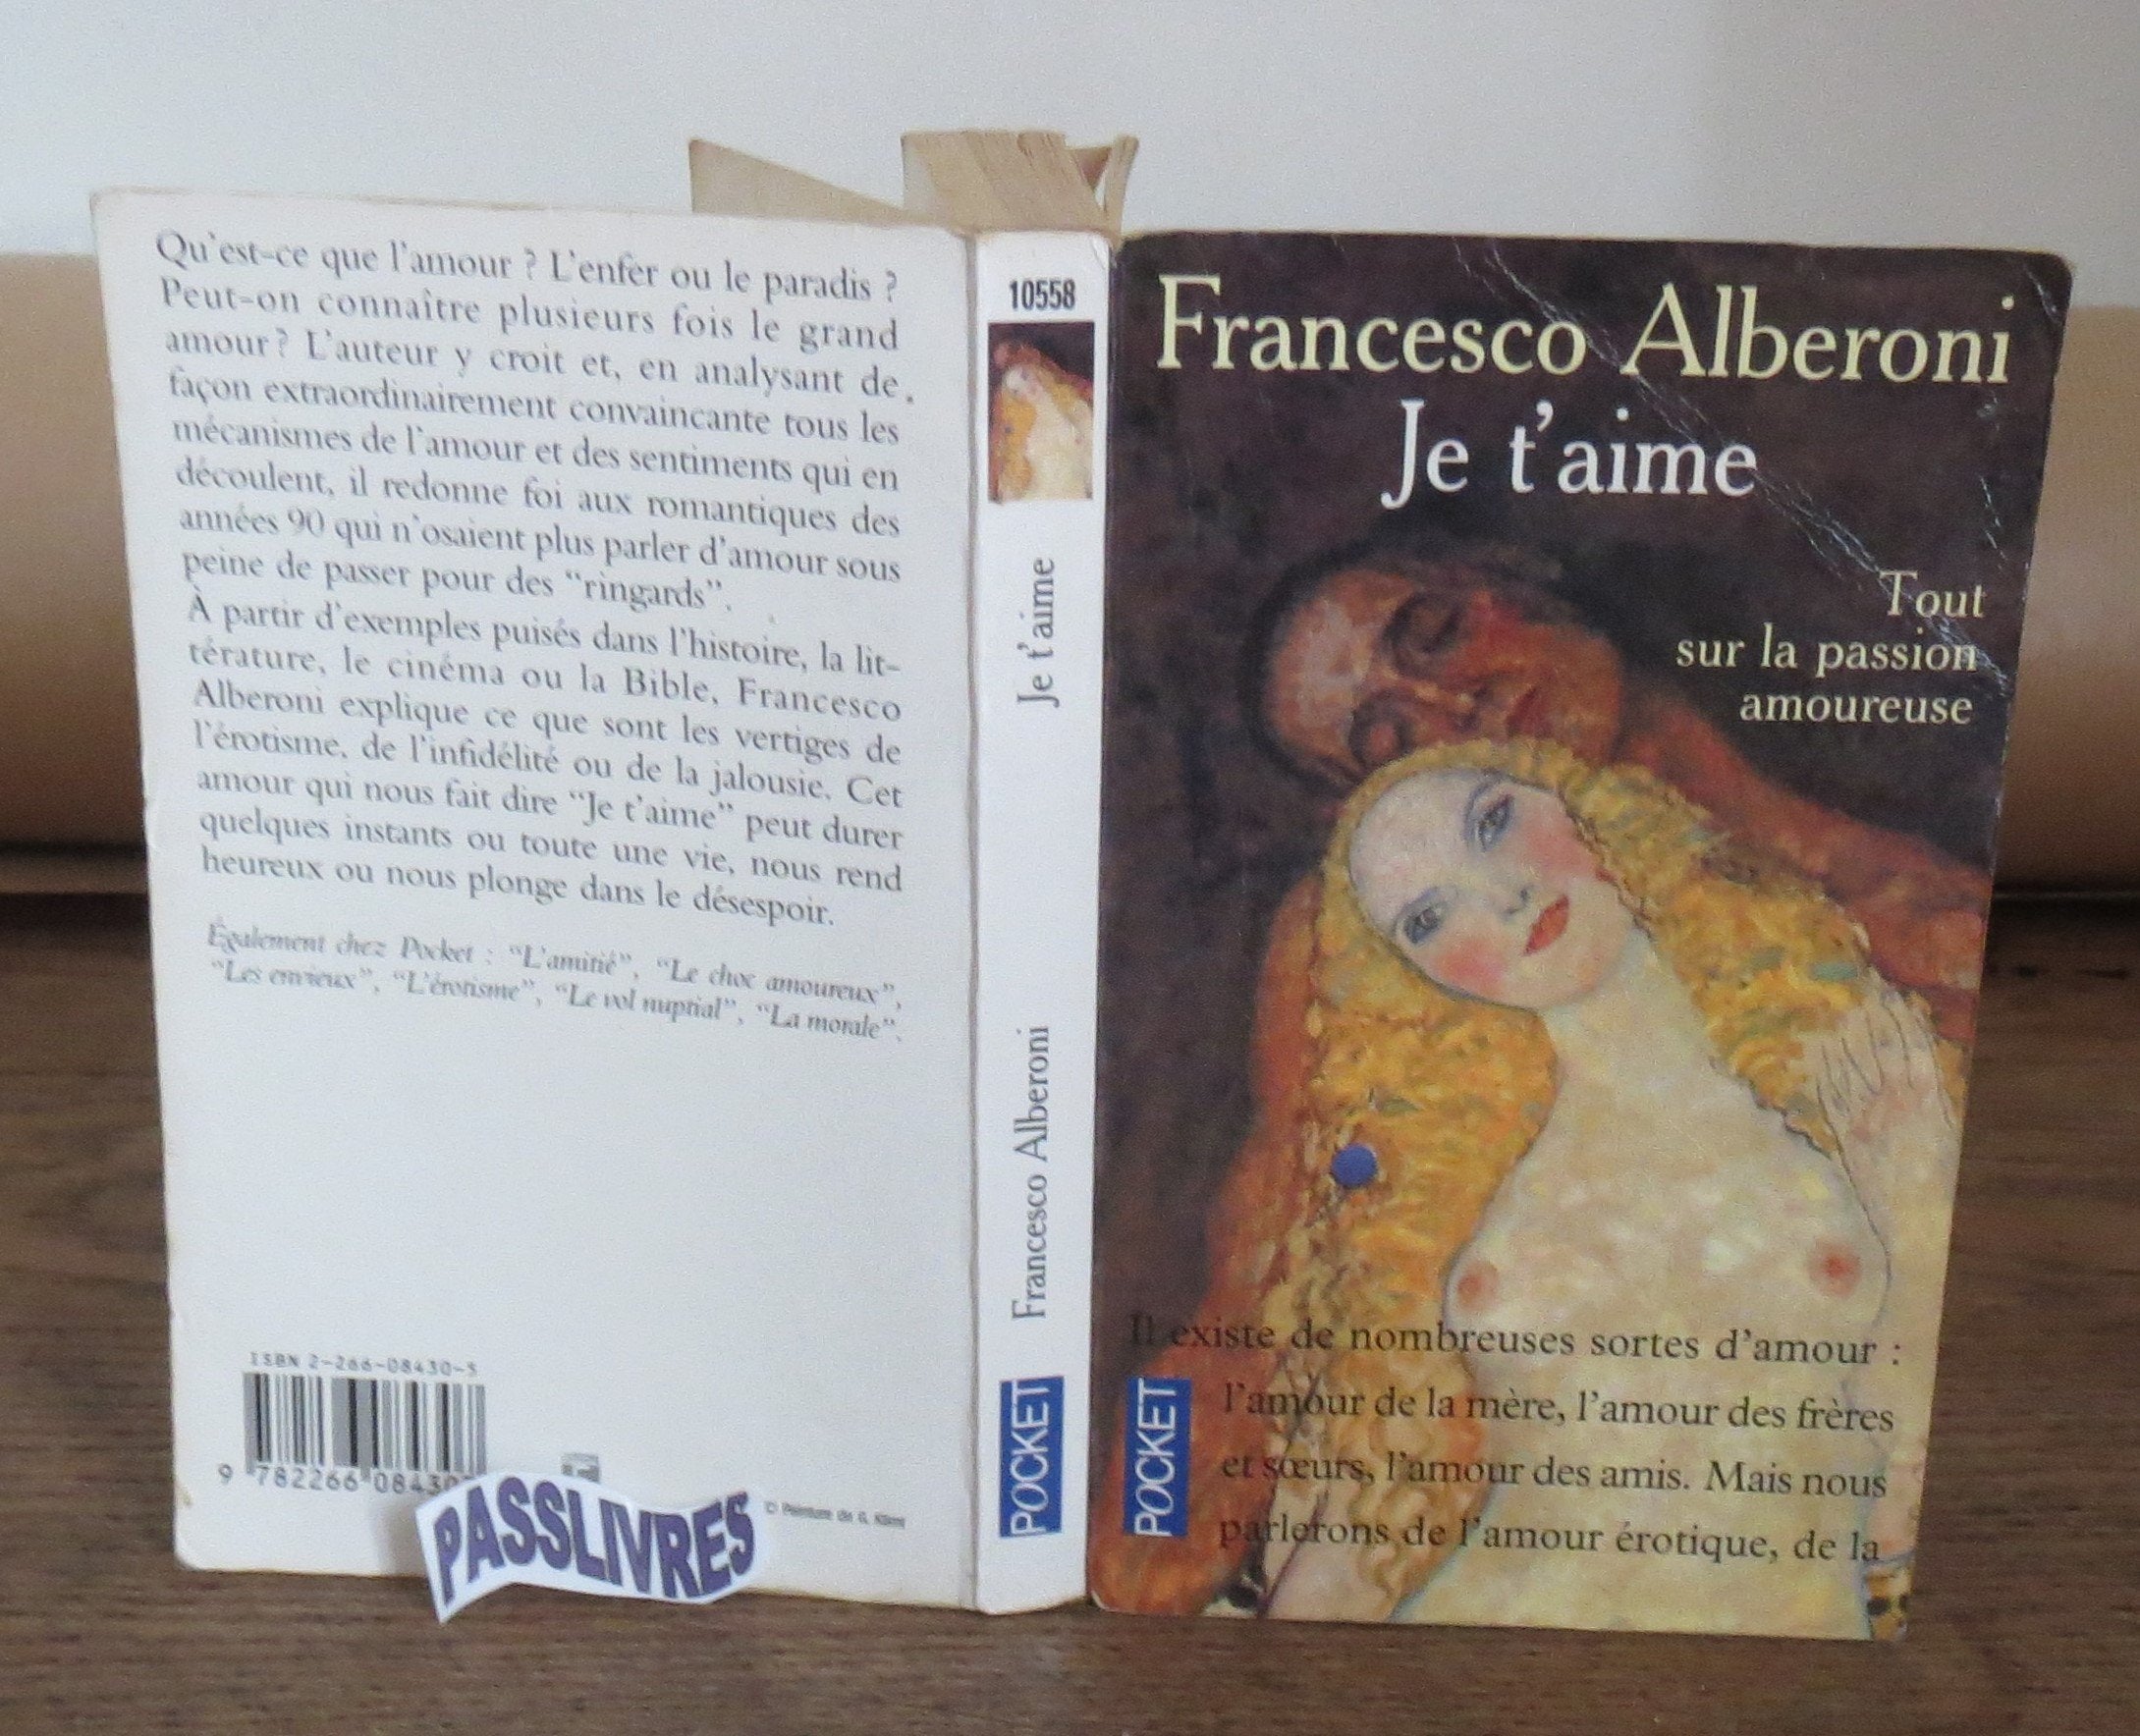 Qu'est-ce que l'amour ? L'enfer ou le paradis ?
Peut-on connaître plusieurs fois le grand
amour ? L'auteur y croit et, en analysant de
façon extraordinairement convaincante tous les
mécanismes de l'amour et des sentiments qui en
découlent, il redonne foi aux romantiques des
années 90 qui n'osaient plus parler d'amour sous
peine de passer pour des "ringards".
À partir d'exemples puisés dans l'histoire, la lit-
térature, le cinéma ou la Bible, Francesco
Alberoni explique ce que sont les vertiges de
l'érotisme, de l'infidélité ou de la jalousie. Cet
amour qui nous fait dire "Je t'aime" peut durer
quelques instants ou toute une vie, nous rend
heureux ou nous plonge dans le désespoir.
Également chez Pocket : "L'amitié", "Le choc amoureux",
"Les envieux", "L'érotisme", "Le vol nuptial", "La morale".
ISBN 2-266-08430-5
9 782266 08430
PASSLIVRES
© Peinture de G. Klimt
10558
Je t'aime
Francesco Alberoni
POCKET
Francesco Alberoni
Je t'aime
Tout
sur la passion
amoureuse
Il existe de nombreuses sortes d'amour :
l'amour de la mère, l'amour des frères
et sœurs, l'amour des amis. Mais nous
parlerons de l'amour érotique, de la
POCKET